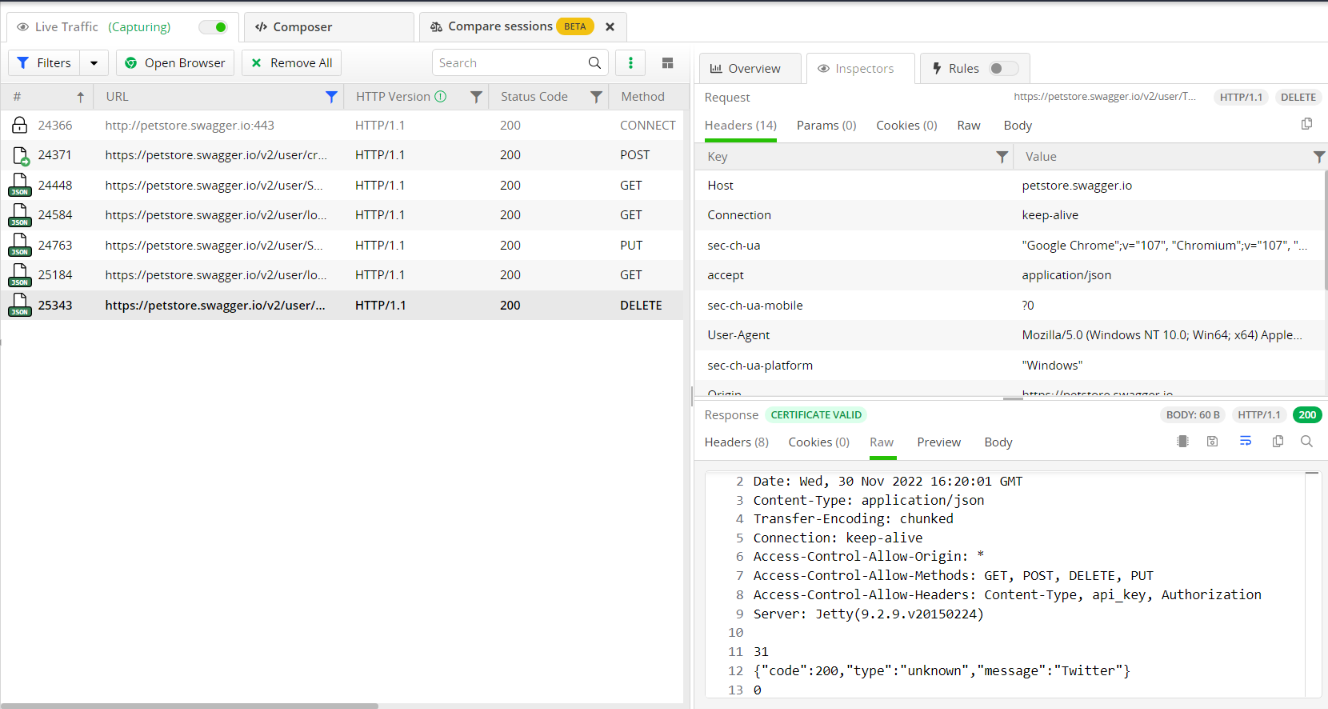 Live Traffic (Capturing)
Composer
Compare sessions BETA
Filters
Open Browser
Remove All
Search
# URL HTTP Version Status Code Method
24366 http://petstore.swagger.io:443 HTTP/1.1 200 CONNECT
24371 https://petstore.swagger.io/v2/user/cr... HTTP/1.1 200 POST
JSON 24448 https://petstore.swagger.io/v2/user/S... HTTP/1.1 200 GET
JSON 24584 https://petstore.swagger.io/v2/user/lo... HTTP/1.1 200 GET
JSON 24763 https://petstore.swagger.io/v2/user/S... HTTP/1.1 200 PUT
JSON 25184 https://petstore.swagger.io/v2/user/lo... HTTP/1.1 200 GET
JSON 25343 https://petstore.swagger.io/v2/user/... HTTP/1.1 200 DELETE
Overview
Inspectors
Rules
Request https://petstore.swagger.io/v2/user/T... HTTP/1.1 DELETE
Headers (14) Params (0) Cookies (0) Raw Body
Key Value
Host petstore.swagger.io
Connection keep-alive
sec-ch-ua "Google Chrome";v="107", "Chromium";v="107", "...
accept application/json
sec-ch-ua-mobile ?0
User-Agent Mozilla/5.0 (Windows NT 10.0; Win64; x64) Apple...
sec-ch-ua-platform "Windows"
Origin https://petstore.swagger.io
Response CERTIFICATE VALID BODY: 60 B HTTP/1.1 200
Headers (8) Cookies (0) Raw Preview Body
2 Date: Wed, 30 Nov 2022 16:20:01 GMT
3 Content-Type: application/json
4 Transfer-Encoding: chunked
5 Connection: keep-alive
6 Access-Control-Allow-Origin: *
7 Access-Control-Allow-Methods: GET, POST, DELETE, PUT
8 Access-Control-Allow-Headers: Content-Type, api_key, Authorization
9 Server: Jetty(9.2.9.v20150224)
10
11 31
12 {"code":200,"type":"unknown","message":"Twitter"}
13 0